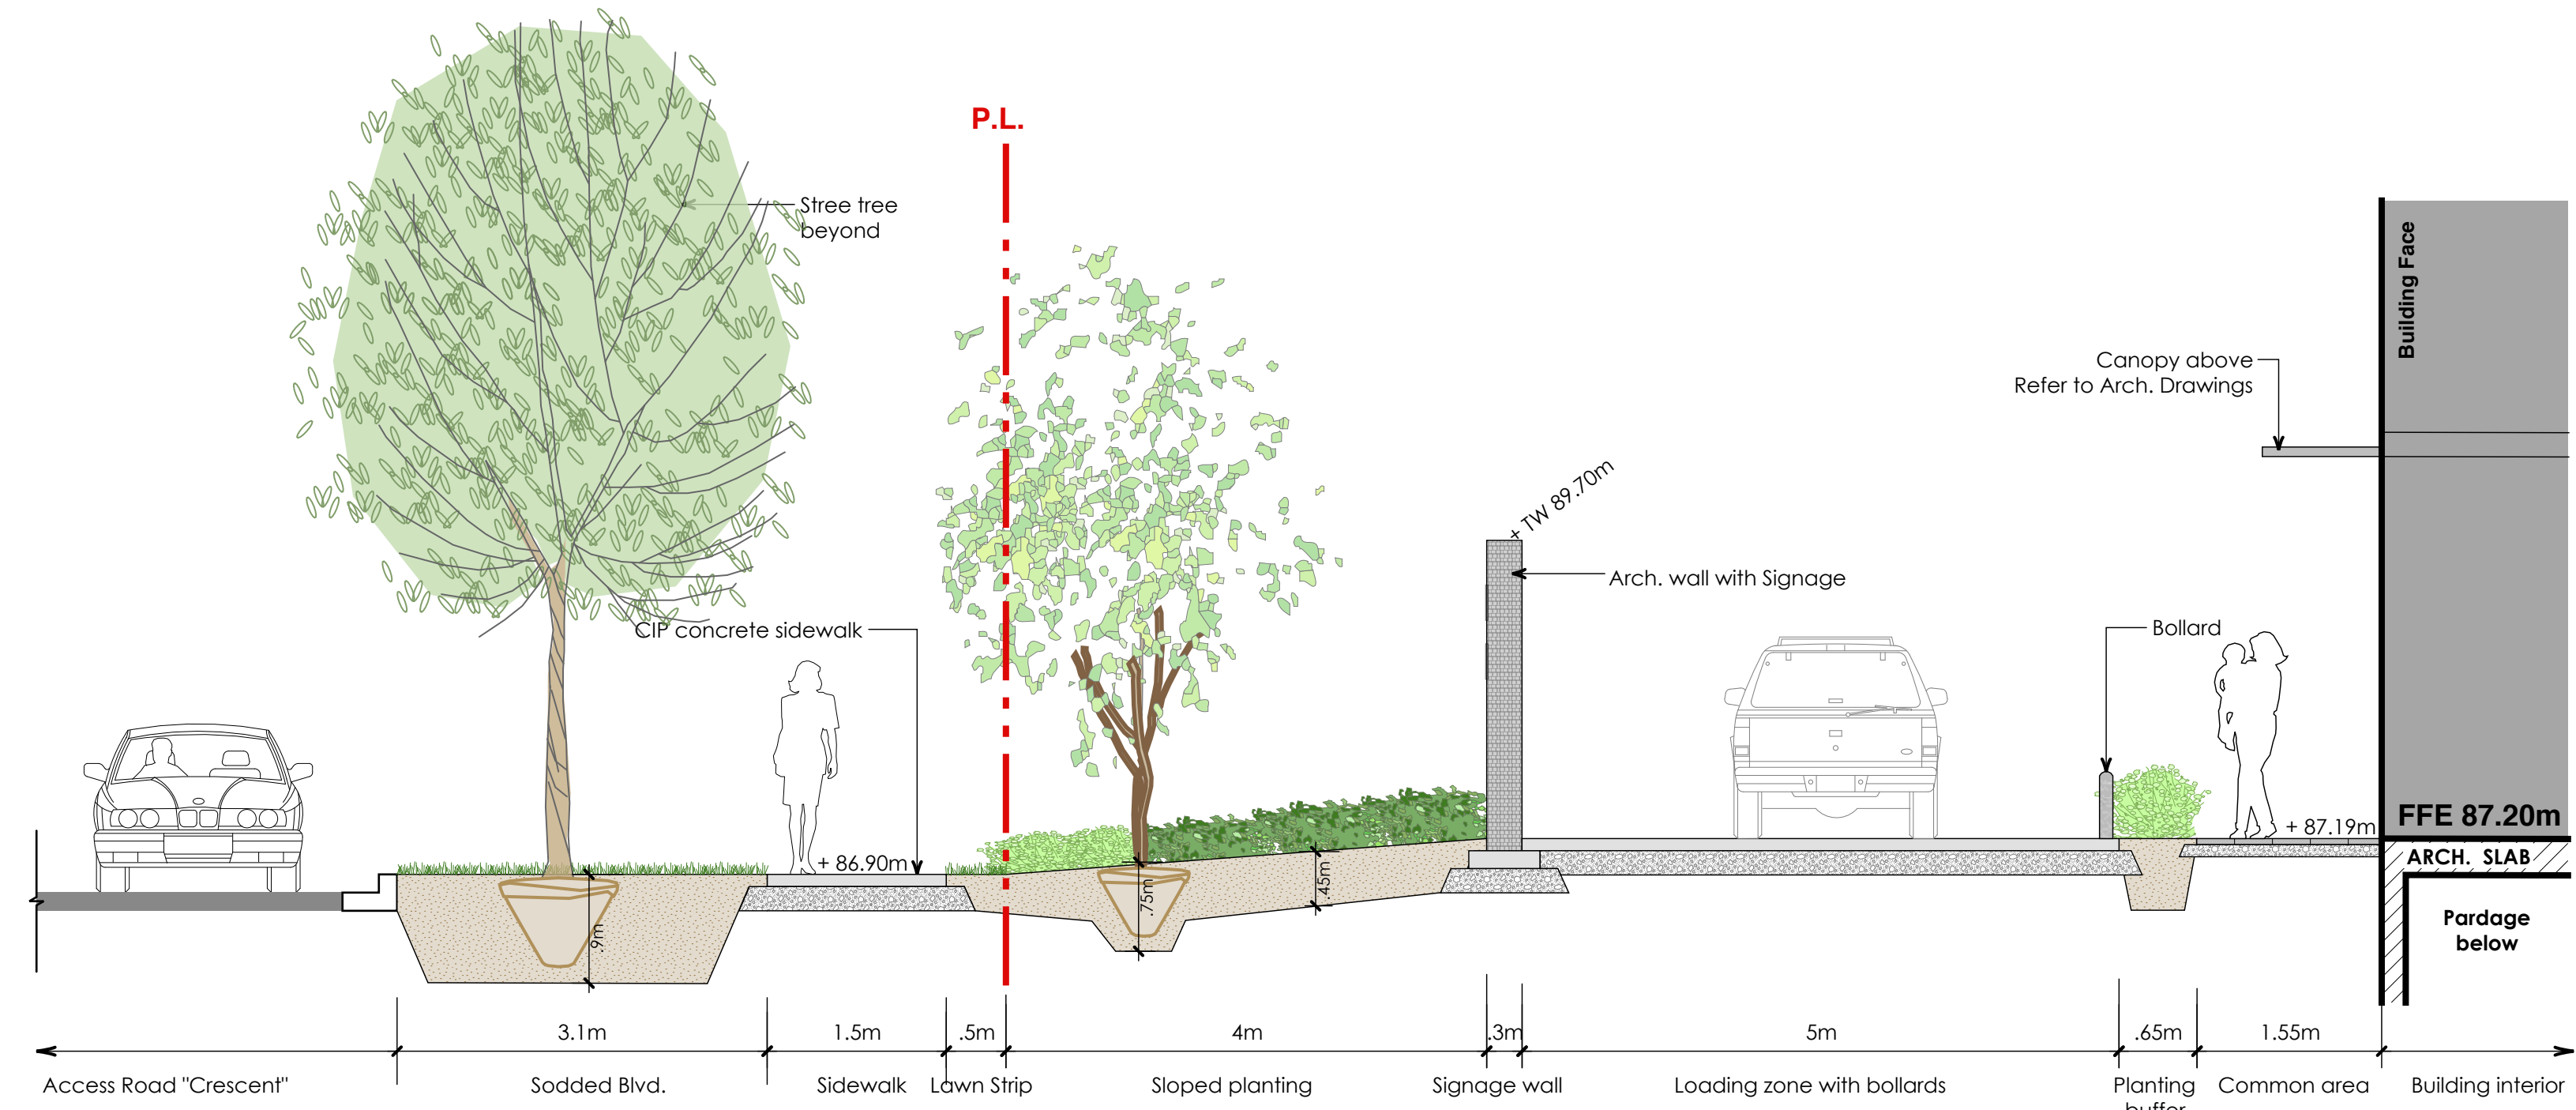 P.L.
Stree tree
beyond
Building Face
Canopy above
Refer to Arch. Drawings
+ TW 89.70m
Arch. wall with Signage
CIP concrete sidewalk
Bollard
+ 86.90m
+ 87.19m
FFE 87.20m
ARCH. SLAB
.9m
.75m
.45m
Pardage
below
3.1m
1.5m
.5m
4m
.3m
5m
.65m
1.55m
Access Road "Crescent"
Sodded Blvd.
Sidewalk
Lawn Strip
Sloped planting
Signage wall
Loading zone with bollards
Planting
buffer
Common area
Building interior